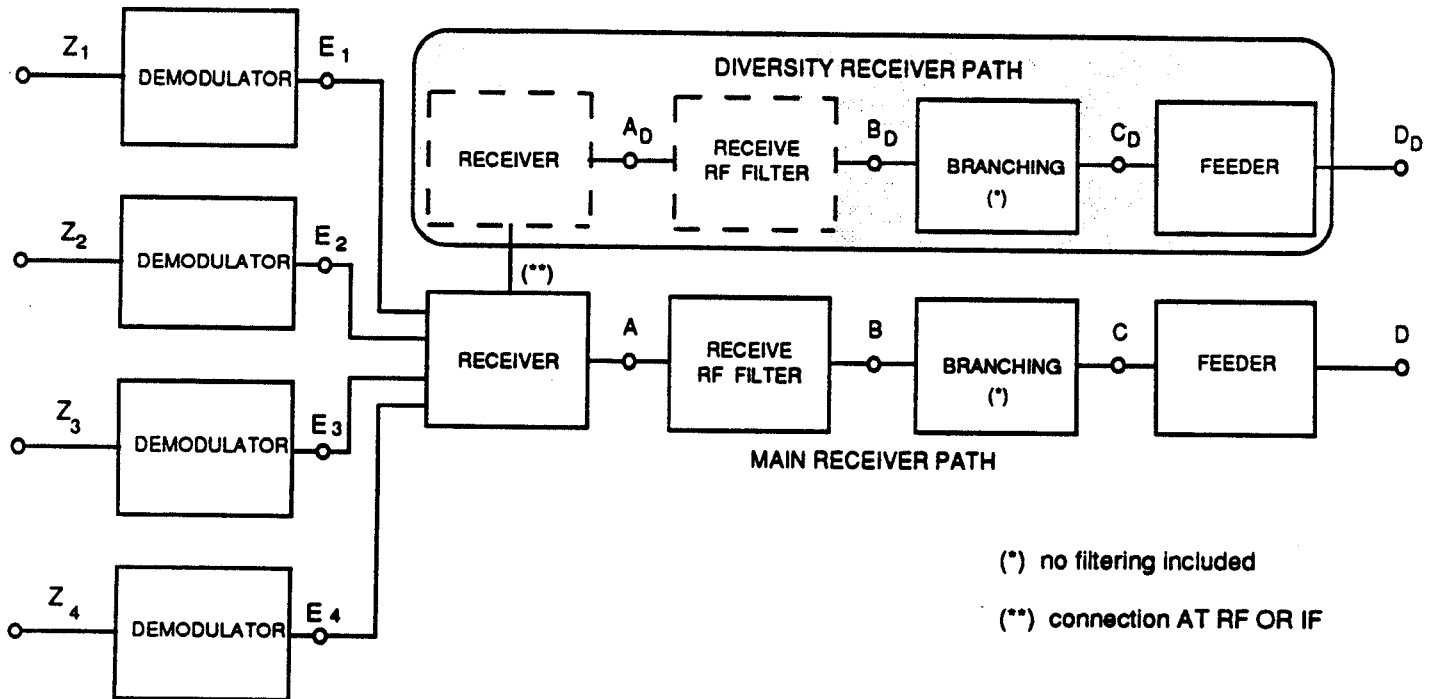 Z1
DEMODULATOR
E1
DIVERSITY RECEIVER PATH
RECEIVER
AD
RECEIVE
RF FILTER
BD
BRANCHING
(*)
CD
FEEDER
DD
Z2
DEMODULATOR
E2
(**)
RECEIVER
A
RECEIVE
RF FILTER
B
BRANCHING
(*)
C
FEEDER
D
MAIN RECEIVER PATH
Z3
DEMODULATOR
E3
Z4
DEMODULATOR
E4
(*) no filtering included
(**) connection AT RF OR IF